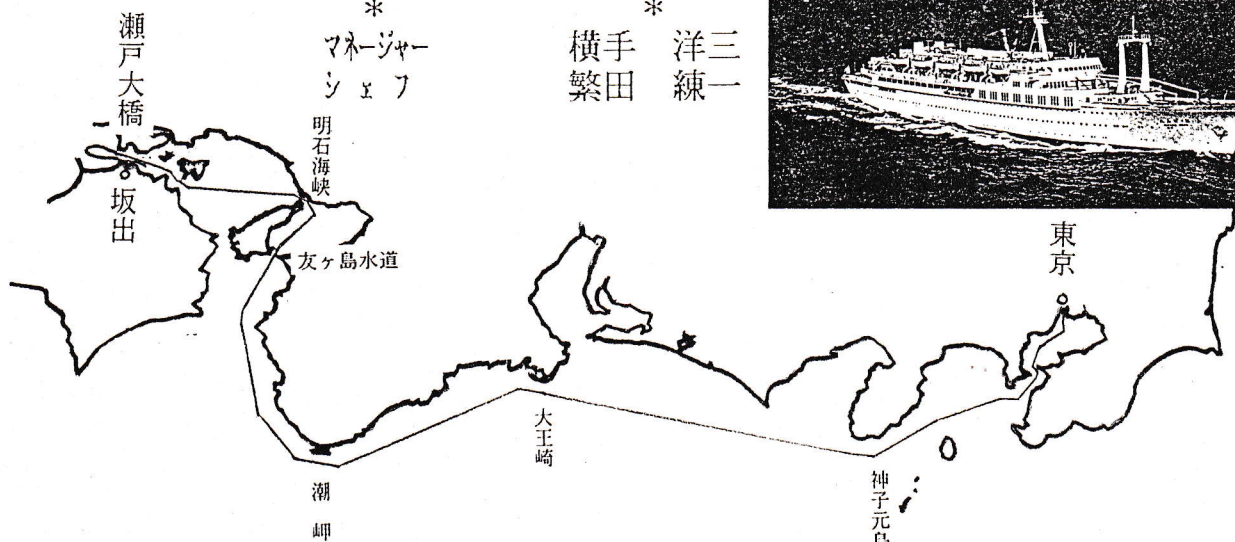 ＊　＊
マネージャー　横手　洋三
シェフ　繁田　練一
瀬戸大橋
坂出
明石海峡
友ヶ島水道
潮岬
大王崎
神子元島
東京